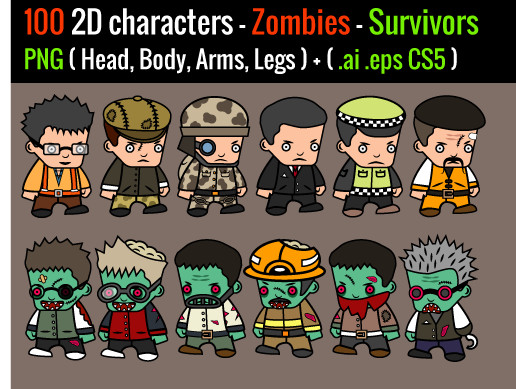 100 2D characters - Zombies - Survivors
PNG ( Head, Body, Arms, Legs ) + ( .ai .eps CS5 )